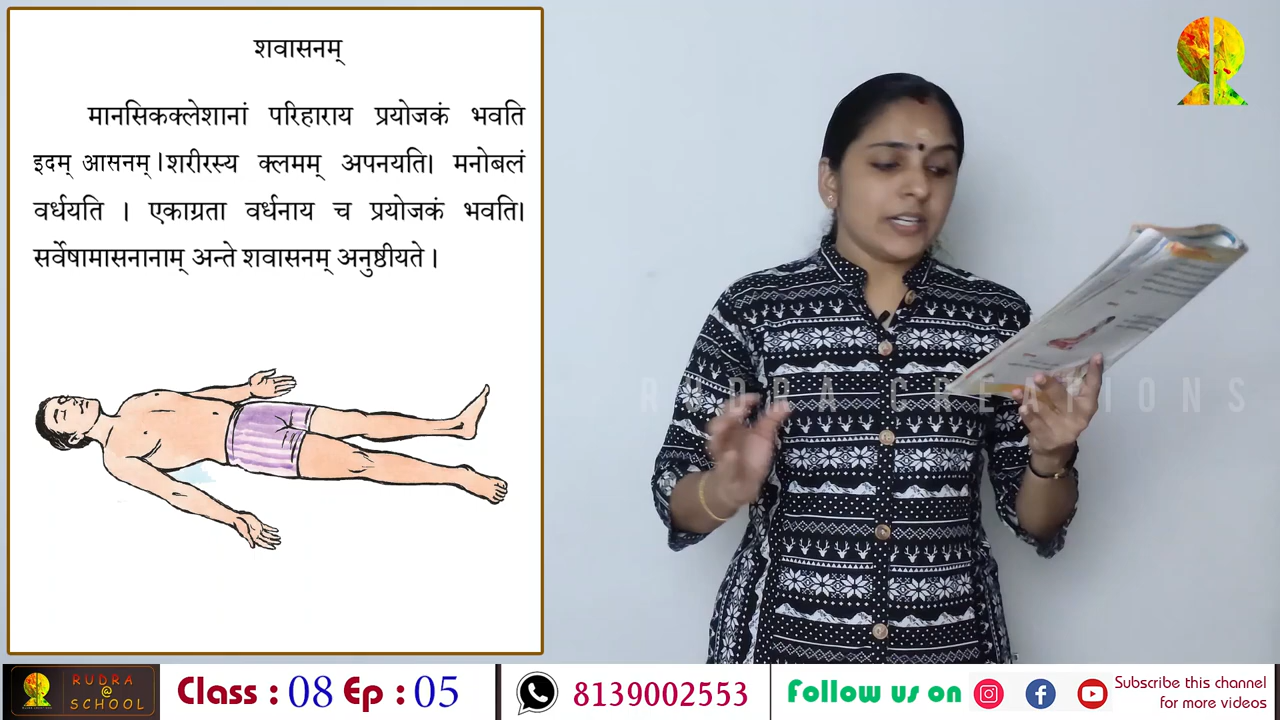 शवासनम्
मानसिकक्लेशानां परिहाराय प्रयोजकं भवति
इदम् आसनम् । शरीरस्य क्लमम् अपनयति। मनोबलं
वर्धयति । एकाग्रता वर्धनाय च प्रयोजकं भवति।
सर्वेषामासनानाम् अन्ते शवासनम् अनुष्ठीयते ।
RUDRA CREATIONS
RUDRA
@
SCHOOL
Class : 08 Ep : 05
8139002553
Follow us on
Subscribe this channel
for more videos